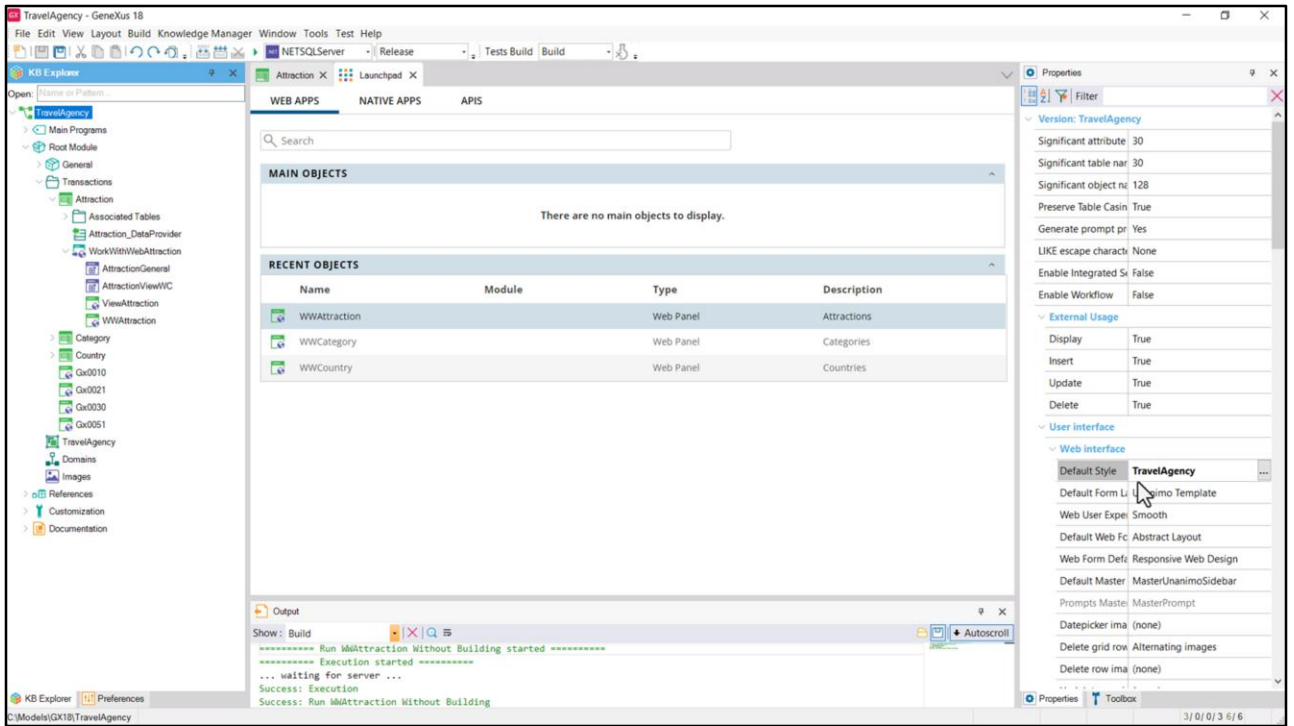 TravelAgency - GeneXus 18
File Edit View Layout Build Knowledge Manager Window Tools Test Help
NETSQLServer Release Tests Build Build
KB Explorer
Open: Name or Pattern...
TravelAgency
Main Programs
Root Module
General
Transactions
Attraction
Associated Tables
Attraction_DataProvider
WorkWithWebAttraction
AttractionGeneral
AttractionViewWC
ViewAttraction
WWAttraction
Category
Country
Gx0010
Gx0021
Gx0030
Gx0051
TravelAgency
Domains
Images
References
Customization
Documentation
KB Explorer Preferences
Attraction Launchpad
WEB APPS NATIVE APPS APIS
Search
MAIN OBJECTS
There are no main objects to display.
RECENT OBJECTS
Name Module Type Description
WWAttraction Web Panel Attractions
WWCategory Web Panel Categories
WWCountry Web Panel Countries
Output
Show: Build Autoscroll
========== Run WWAttraction Without Building started ==========
========== Execution started ==========
... waiting for server ...
Success: Execution
Success: Run WWAttraction Without Building
Properties
Filter
Version: TravelAgency
Significant attribute 30
Significant table nar 30
Significant object na 128
Preserve Table Casin True
Generate prompt pr Yes
LIKE escape characte None
Enable Integrated Se False
Enable Workflow False
External Usage
Display True
Insert True
Update True
Delete True
User interface
Web interface
Default Style TravelAgency ...
Default Form La Template
Web User Exper Smooth
Default Web Fo Abstract Layout
Web Form Defa Responsive Web Design
Default Master MasterUnanimoSidebar
Prompts Master MasterPrompt
Datepicker ima (none)
Delete grid row Alternating images
Delete row ima (none)
Properties Toolbox
C:\Models\GX18\TravelAgency 3/ 0/ 0/ 3 6/ 6